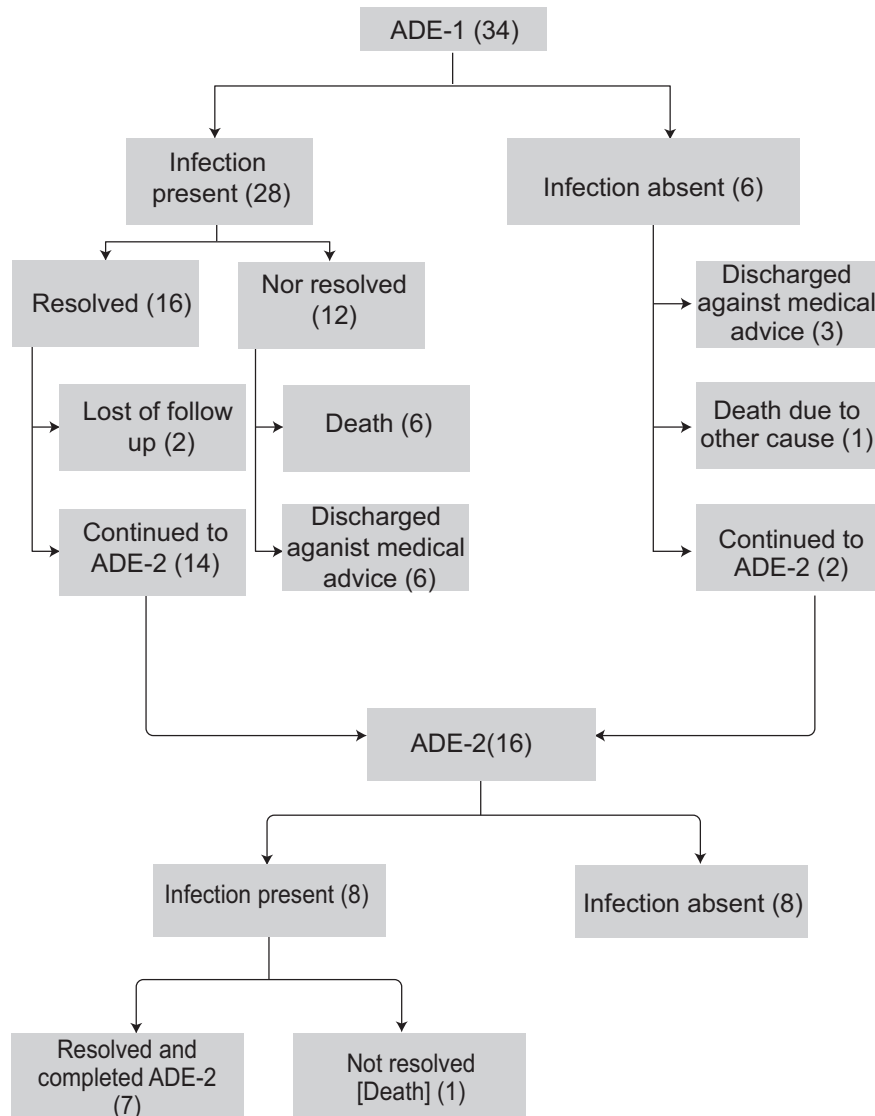 ADE-1 (34)
Infection
present (28)
Infection absent (6)
Resolved (16)
Nor resolved
(12)
Discharged
against medical
advice (3)
Lost of follow
up (2)
Death (6)
Death due to
other cause (1)
Continued to
ADE-2 (14)
Discharged
aganist medical
advice (6)
Continued to
ADE-2 (2)
ADE-2(16)
Infection present (8)
Infection absent (8)
Resolved and
completed ADE-2
(7)
Not resolved
[Death] (1)